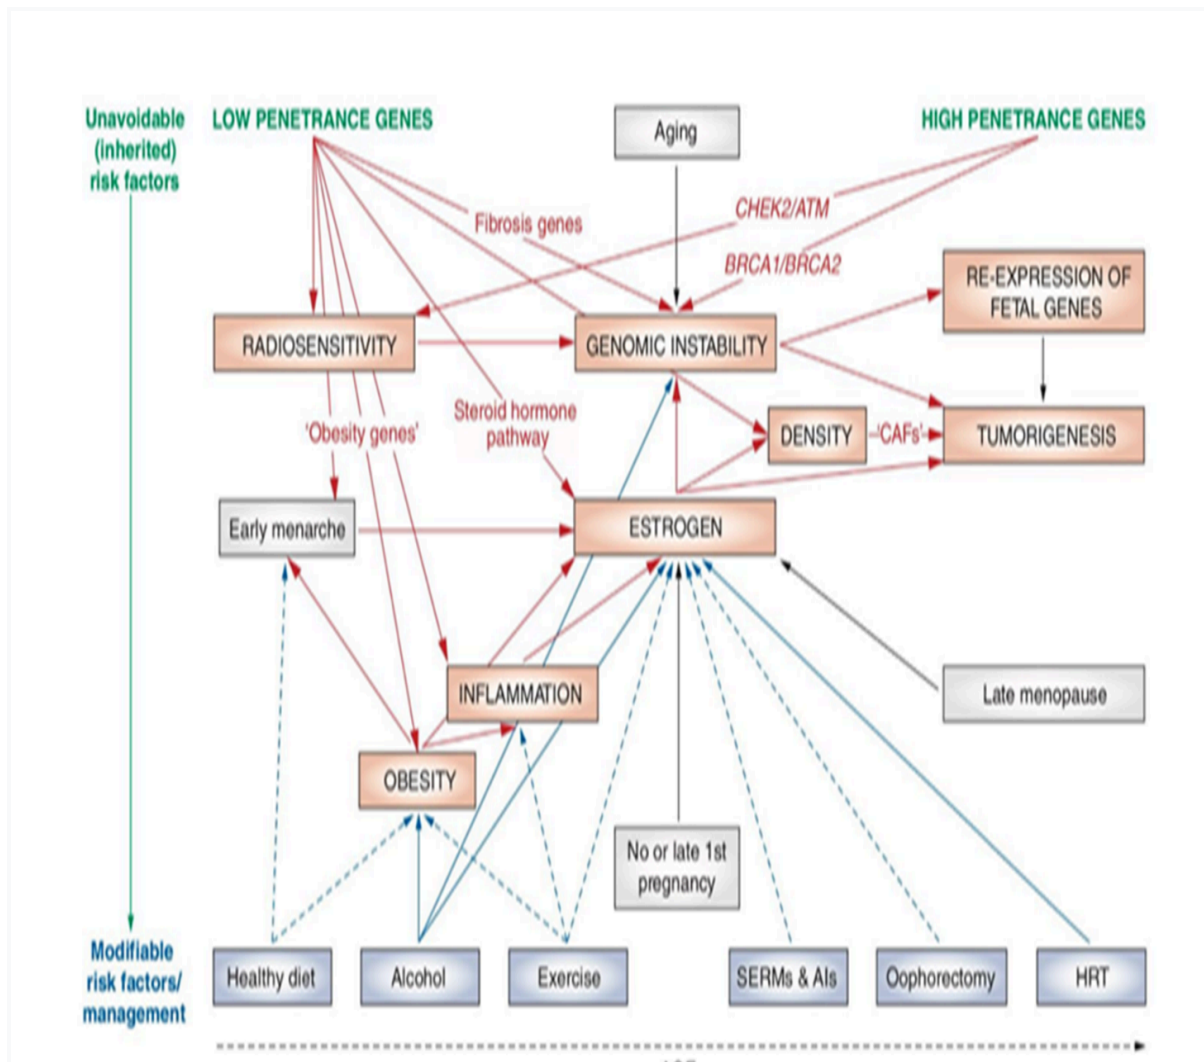 Unavoidable
(inherited)
risk factors
LOW PENETRANCE GENES
Aging
HIGH PENETRANCE GENES
Fibrosis genes
CHEK2/ATM
BRCA1/BRCA2
RE-EXPRESSION OF
FETAL GENES
RADIOSENSITIVITY
GENOMIC INSTABILITY
'Obesity genes'
Steroid hormone
pathway
DENSITY
'CAFs'
TUMORIGENESIS
Early menarche
ESTROGEN
INFLAMMATION
Late menopause
OBESITY
No or late 1st
pregnancy
Modifiable
risk factors/
management
Healthy diet
Alcohol
Exercise
SERMs & AIs
Oophorectomy
HRT